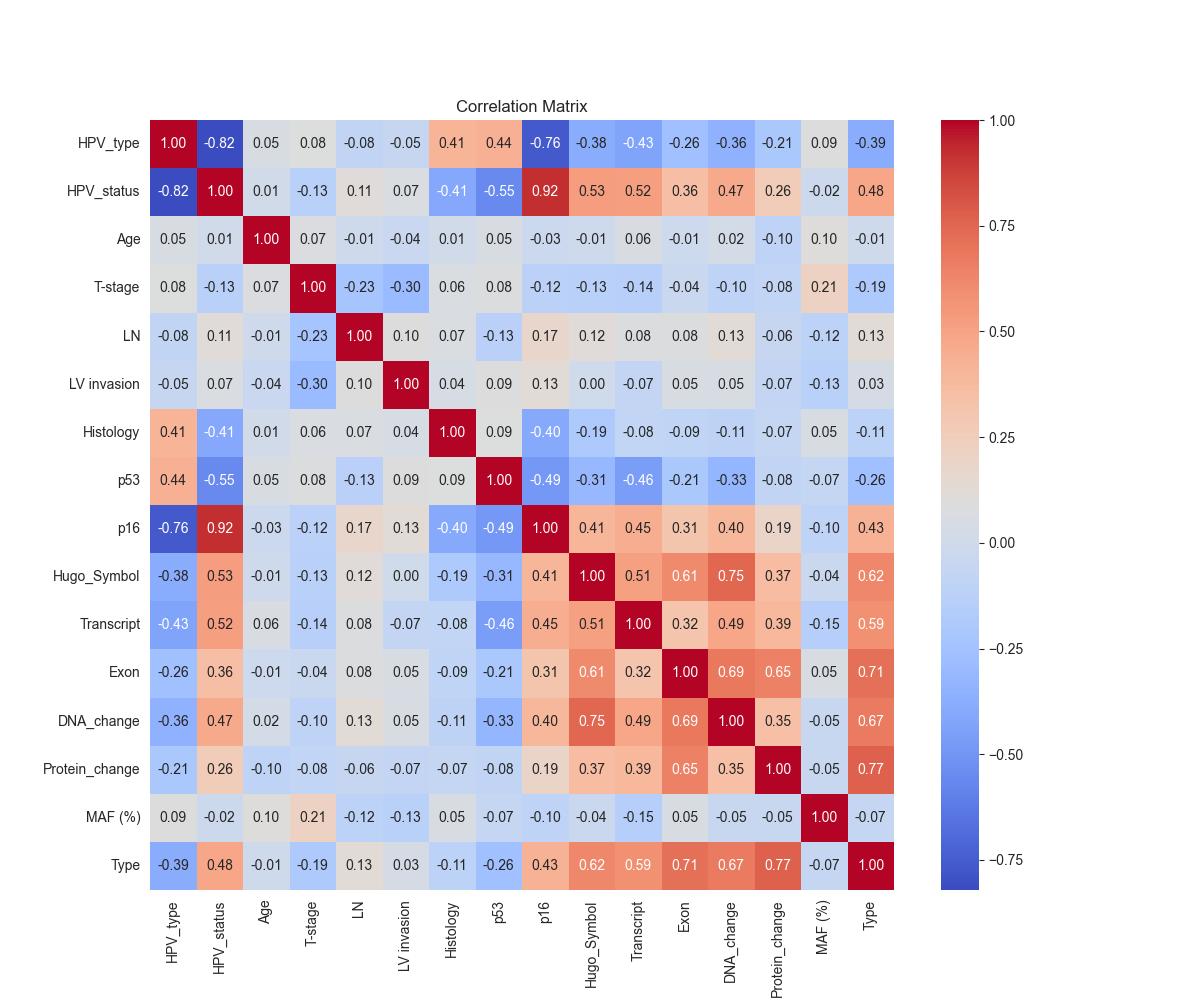 Correlation Matrix
HPV_type 1.00 -0.82 0.05 0.08 -0.08 -0.05 0.41 0.44 -0.76 -0.38 -0.43 -0.26 -0.36 -0.21 0.09 -0.39
HPV_status -0.82 1.00 0.01 -0.13 0.11 0.07 -0.41 -0.55 0.92 0.53 0.52 0.36 0.47 0.26 -0.02 0.48
Age 0.05 0.01 1.00 0.07 -0.01 -0.04 0.01 0.05 -0.03 -0.01 0.06 -0.01 0.02 -0.10 0.10 -0.01
T-stage 0.08 -0.13 0.07 1.00 -0.23 -0.30 0.06 0.08 -0.12 -0.13 -0.14 -0.04 -0.10 -0.08 0.21 -0.19
LN -0.08 0.11 -0.01 -0.23 1.00 0.10 0.07 -0.13 0.17 0.12 0.08 0.08 0.13 -0.06 -0.12 0.13
LV invasion -0.05 0.07 -0.04 -0.30 0.10 1.00 0.04 0.09 0.13 0.00 -0.07 0.05 0.05 -0.07 -0.13 0.03
Histology 0.41 -0.41 0.01 0.06 0.07 0.04 1.00 0.09 -0.40 -0.19 -0.08 -0.09 -0.11 -0.07 0.05 -0.11
p53 0.44 -0.55 0.05 0.08 -0.13 0.09 0.09 1.00 -0.49 -0.31 -0.46 -0.21 -0.33 -0.08 -0.07 -0.26
p16 -0.76 0.92 -0.03 -0.12 0.17 0.13 -0.40 -0.49 1.00 0.41 0.45 0.31 0.40 0.19 -0.10 0.43
Hugo_Symbol -0.38 0.53 -0.01 -0.13 0.12 0.00 -0.19 -0.31 0.41 1.00 0.51 0.61 0.75 0.37 -0.04 0.62
Transcript -0.43 0.52 0.06 -0.14 0.08 -0.07 -0.08 -0.46 0.45 0.51 1.00 0.32 0.49 0.39 -0.15 0.59
Exon -0.26 0.36 -0.01 -0.04 0.08 0.05 -0.09 -0.21 0.31 0.61 0.32 1.00 0.69 0.65 0.05 0.71
DNA_change -0.36 0.47 0.02 -0.10 0.13 0.05 -0.11 -0.33 0.40 0.75 0.49 0.69 1.00 0.35 -0.05 0.67
Protein_change -0.21 0.26 -0.10 -0.08 -0.06 -0.07 -0.07 -0.08 0.19 0.37 0.39 0.65 0.35 1.00 -0.05 0.77
MAF (%) 0.09 -0.02 0.10 0.21 -0.12 -0.13 0.05 -0.07 -0.10 -0.04 -0.15 0.05 -0.05 -0.05 1.00 -0.07
Type -0.39 0.48 -0.01 -0.19 0.13 0.03 -0.11 -0.26 0.43 0.62 0.59 0.71 0.67 0.77 -0.07 1.00
HPV_type HPV_status Age T-stage LN LV invasion Histology p53 p16 Hugo_Symbol Transcript Exon DNA_change Protein_change MAF (%) Type
1.00
0.75
0.50
0.25
0.00
−0.25
−0.50
−0.75